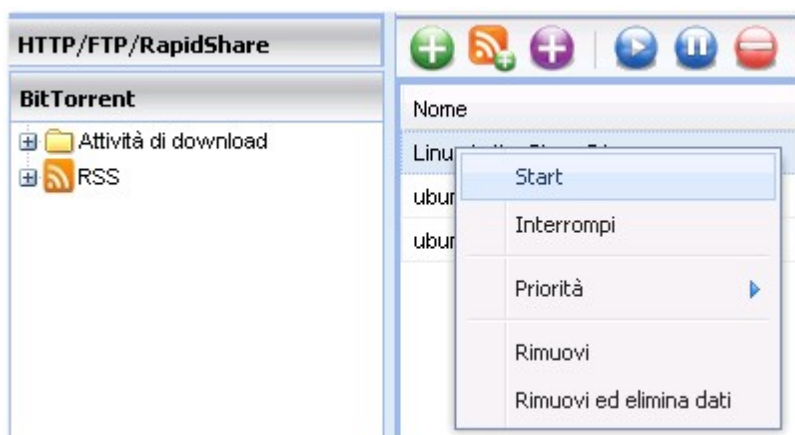 HTTP/FTP/RapidShare
BitTorrent
Attività di download
RSS
Nome
Start
Interrompi
Priorità
Rimuovi
Rimuovi ed elimina dati